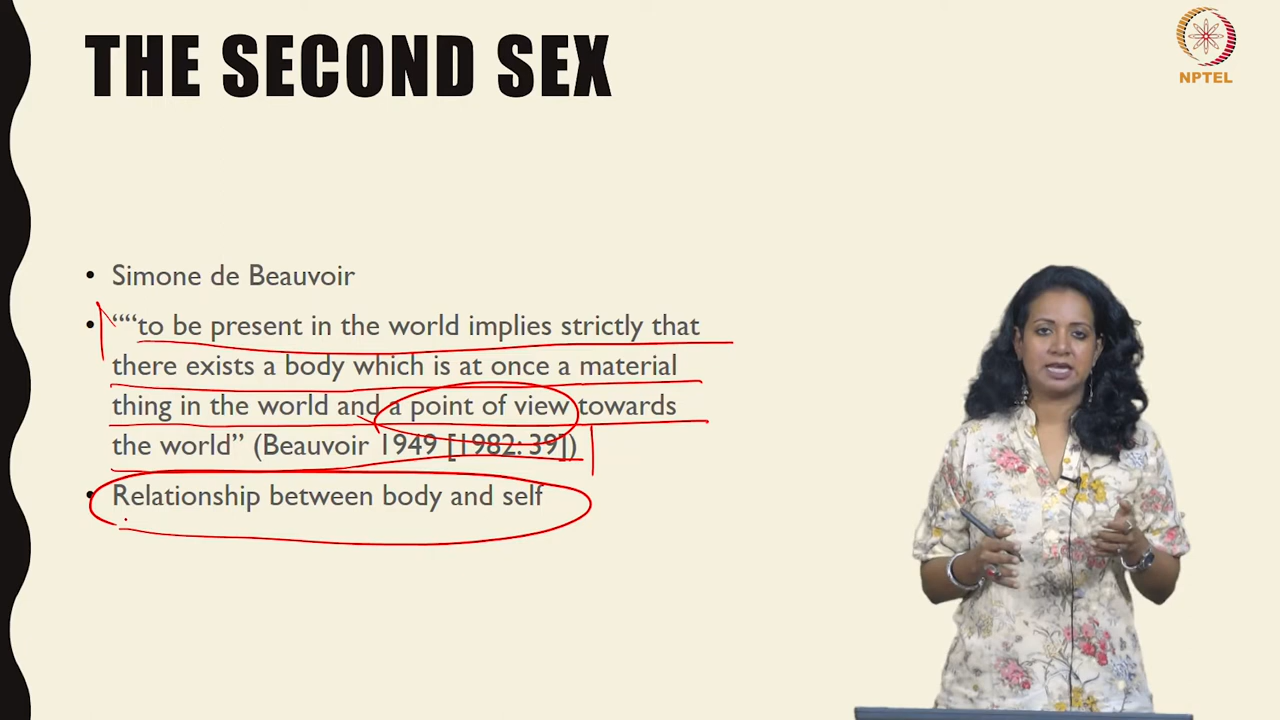 THE SECOND SEX
NPTEL
• Simone de Beauvoir
• ““to be present in the world implies strictly that
there exists a body which is at once a material
thing in the world and a point of view towards
the world” (Beauvoir 1949 [1982: 39])
• Relationship between body and self